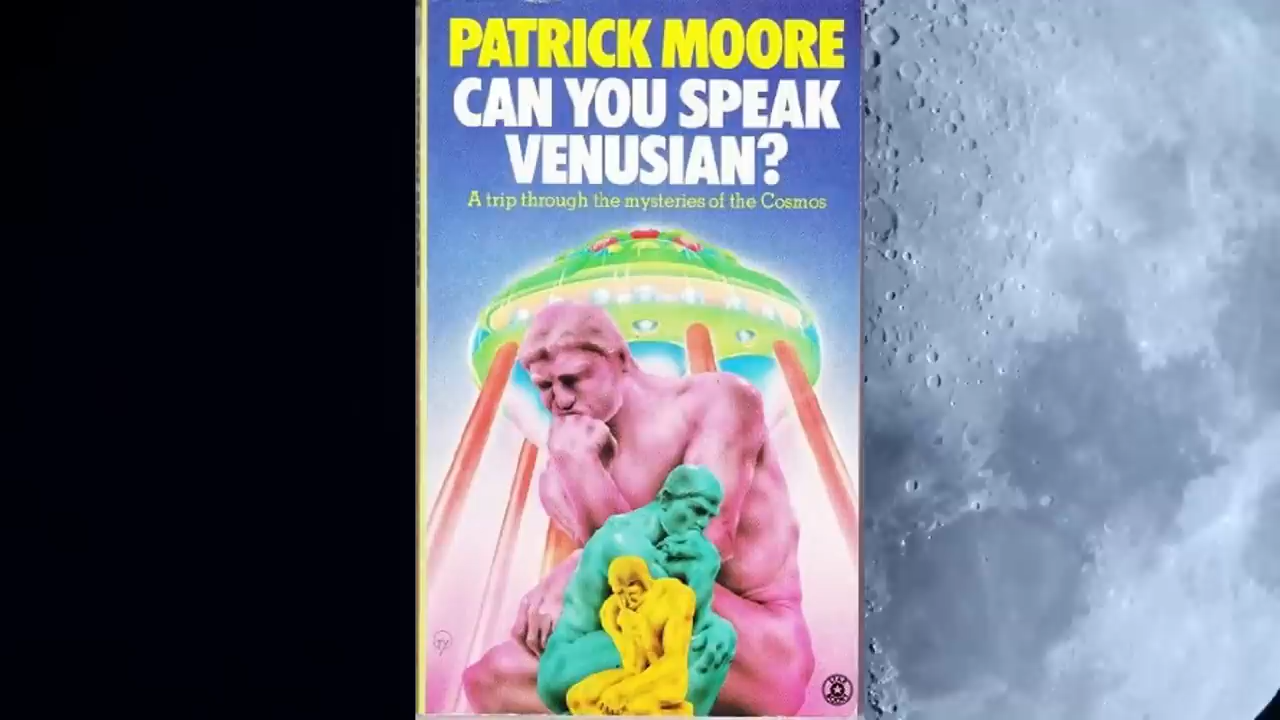 PATRICK MOORE
CAN YOU SPEAK
VENUSIAN?
A trip through the mysteries of the Cosmos